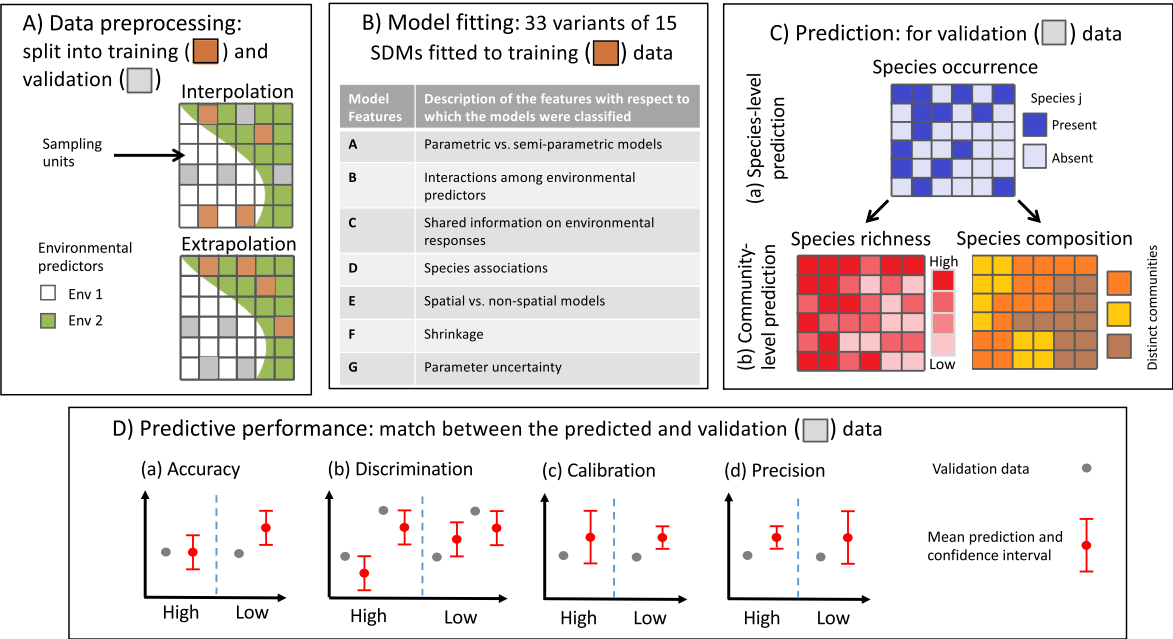 A) Data preprocessing:
split into training ( ) and
validation ( )
Interpolation
Sampling
units
Extrapolation
Environmental
predictors
Env 1
Env 2
B) Model fitting: 33 variants of 15
SDMs fitted to training ( ) data
Model
Features
Description of the features with respect to
which the models were classified
A
Parametric vs. semi-parametric models
B
Interactions among environmental
predictors
C
Shared information on environmental
responses
D
Species associations
E
Spatial vs. non-spatial models
F
Shrinkage
G
Parameter uncertainty
C) Prediction: for validation ( ) data
(a) Species-level
prediction
Species occurrence
Species j
Present
Absent
(b) Community-
level prediction
Species richness
High
Low
Species composition
Distinct communities
D) Predictive performance: match between the predicted and validation ( ) data
(a) Accuracy
High
Low
(b) Discrimination
High
Low
(c) Calibration
High
Low
(d) Precision
High
Low
Validation data
Mean prediction and
confidence interval